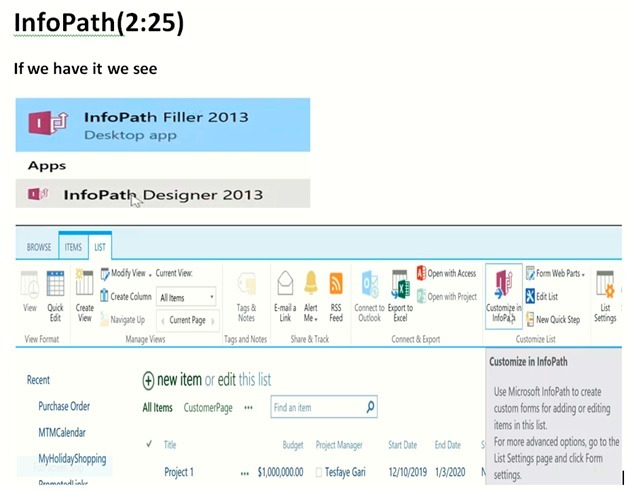 InfoPath(2:25)
If we have it we see
InfoPath Filler 2013
Desktop app
Apps
InfoPath Designer 2013
BROWSE ITEMS LIST
View
Quick Edit
View Format
Create View
Modify View
Create Column
Navigate Up
Current View:
All Items
Current Page
Manage Views
Tags & Notes
Tags and Notes
E-mail a Link
Alert Me
RSS Feed
Share & Track
Connect to Outlook
Export to Excel
Open with Access
Open with Project
Connect & Export
Customize in InfoPath
Form Web Parts
Edit List
New Quick Step
Customize List
List Settings
Settings
Customize in InfoPath
Use Microsoft InfoPath to create
custom forms for adding or editing
items in this list.
For more advanced options, go to the
List Settings page and click Form
settings.
Recent
Purchase Order
MTMCalendar
MyHolidayShopping
PromotedLinks
new item or edit this list
All Items CustomerPage ••• Find an item
✓ Title Budget Project Manager Start Date End Date S
Project 1 ••• $1,000,000.00 Tesfaye Gari 12/10/2019 1/3/2020 N